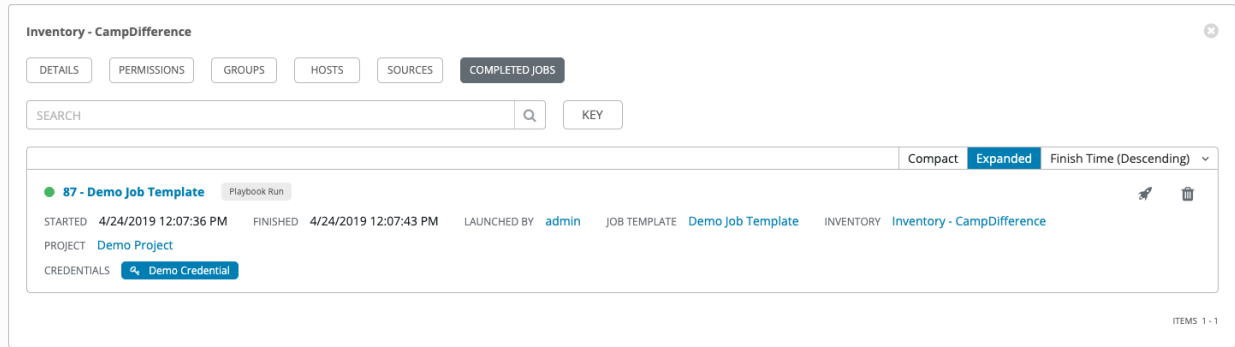 Inventory - CampDifference
DETAILS PERMISSIONS GROUPS HOSTS SOURCES COMPLETED JOBS
SEARCH KEY
Compact Expanded Finish Time (Descending)
87 - Demo Job Template Playbook Run
STARTED 4/24/2019 12:07:36 PM FINISHED 4/24/2019 12:07:43 PM LAUNCHED BY admin JOB TEMPLATE Demo Job Template INVENTORY Inventory - CampDifference
PROJECT Demo Project
CREDENTIALS Demo Credential
ITEMS 1 - 1